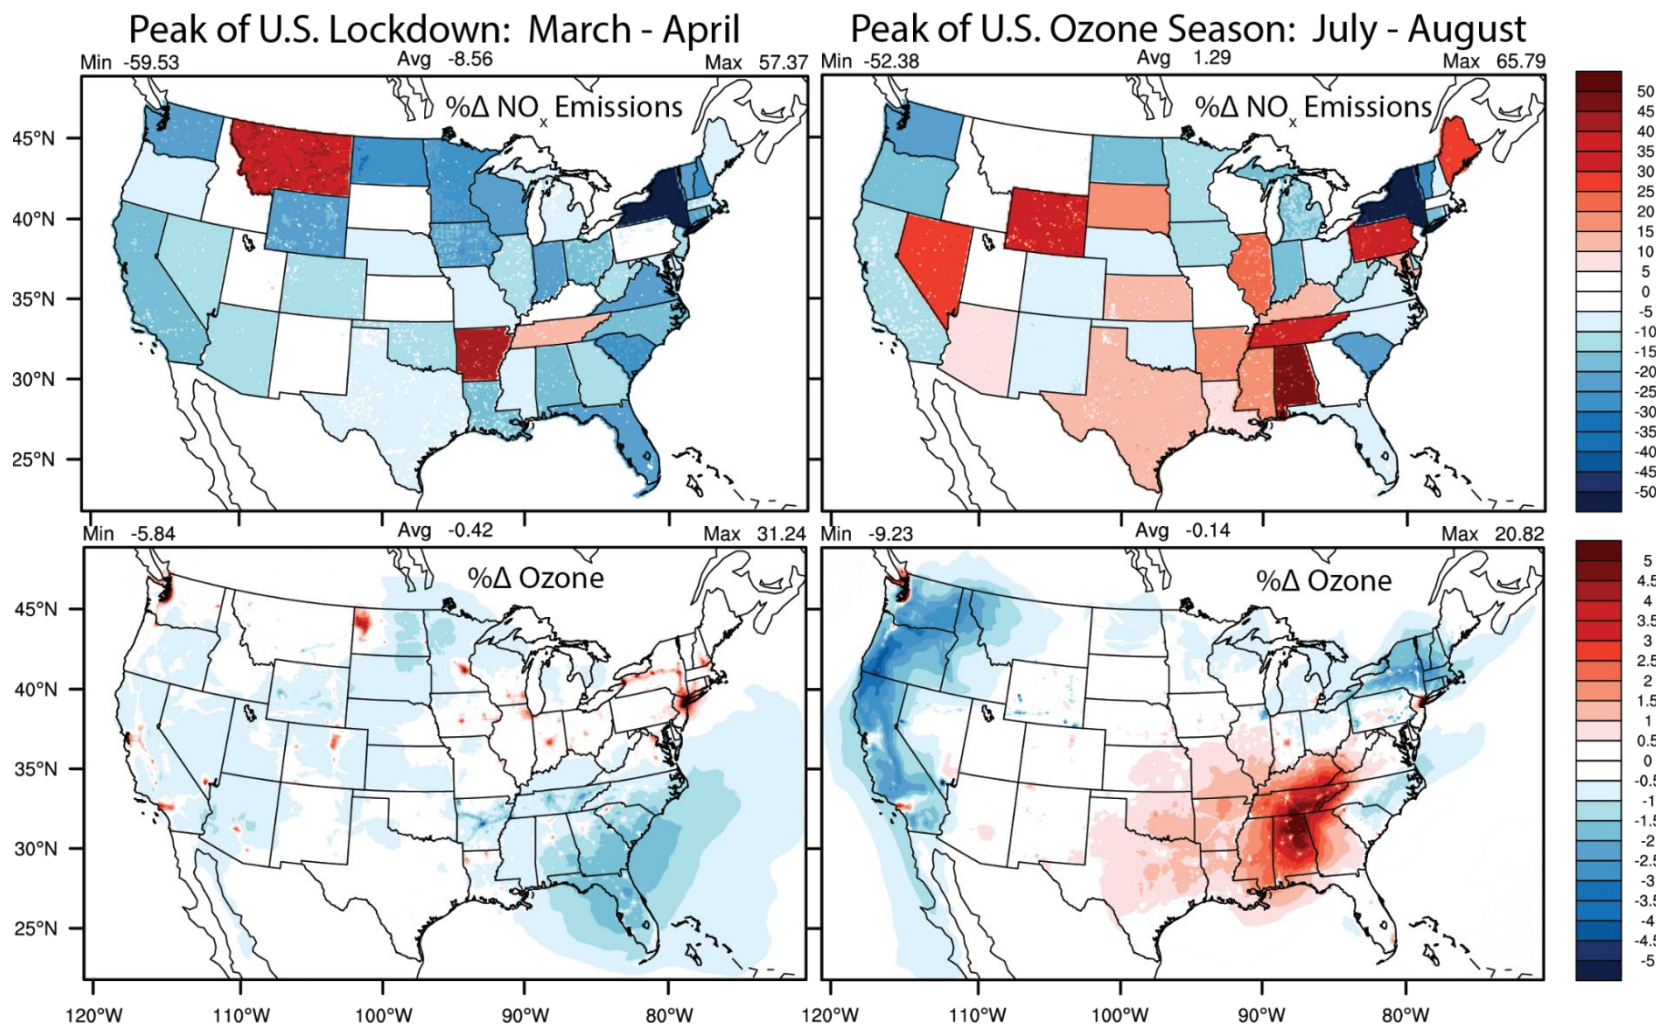 Peak of U.S. Lockdown: March - April
Peak of U.S. Ozone Season: July - August
Min -59.53 Avg -8.56 Max 57.37
Min -52.38 Avg 1.29 Max 65.79
%Δ NOx Emissions
%Δ NOx Emissions
45°N
40°N
35°N
30°N
25°N
50
45
40
35
30
25
20
15
10
5
0
-5
-10
-15
-20
-25
-30
-35
-40
-45
-50
Min -5.84 Avg -0.42 Max 31.24
Min -9.23 Avg -0.14 Max 20.82
%Δ Ozone
%Δ Ozone
45°N
40°N
35°N
30°N
25°N
5
4.5
4
3.5
3
2.5
2
1.5
1
0.5
0
-0.5
-1
-1.5
-2
-2.5
-3
-3.5
-4
-4.5
-5
120°W 110°W 100°W 90°W 80°W
120°W 110°W 100°W 90°W 80°W